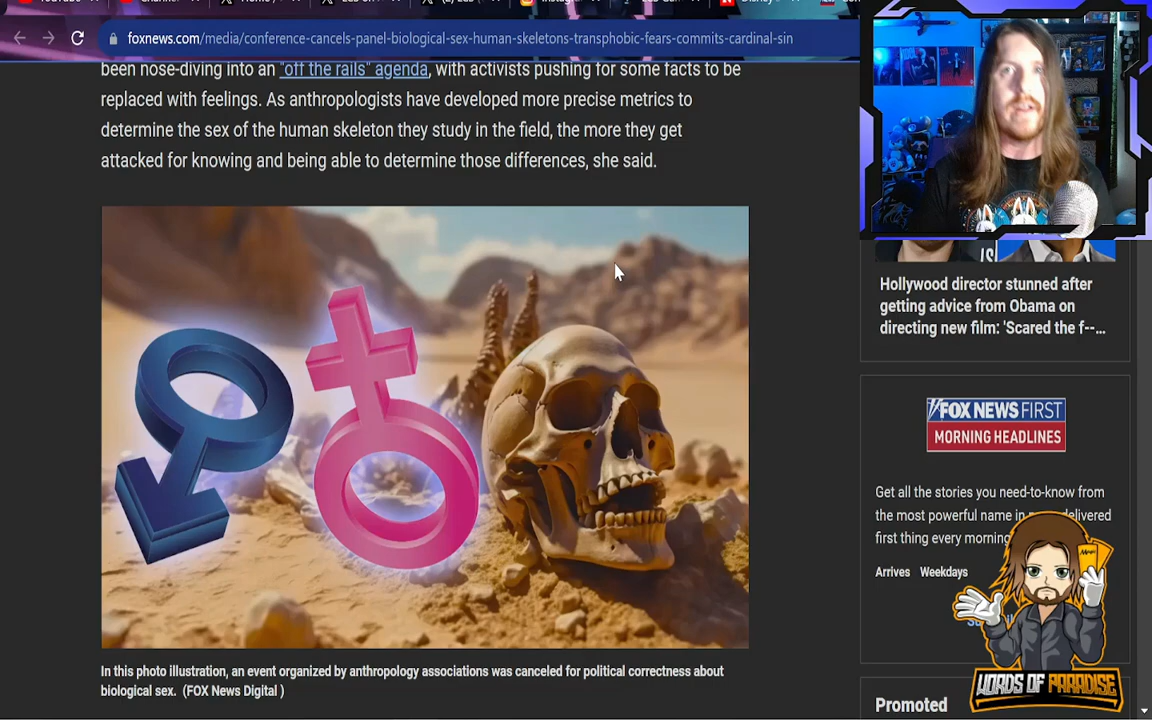 foxnews.com/media/conference-cancels-panel-biological-sex-human-skeletons-transphobic-fears-commits-cardinal-sin
been nose-diving into an "off the rails" agenda, with activists pushing for some facts to be
replaced with feelings. As anthropologists have developed more precise metrics to
determine the sex of the human skeleton they study in the field, the more they get
attacked for knowing and being able to determine those differences, she said.
In this photo illustration, an event organized by anthropology associations was canceled for political correctness about
biological sex. (FOX News Digital )
Hollywood director stunned after
getting advice from Obama on
directing new film: 'Scared the f--...
FOX NEWS FIRST
MORNING HEADLINES
Get all the stories you need-to-know from
the most powerful name in delivered
first thing every morning
Arrives Weekdays
WORDS OF PARADISE
Promoted